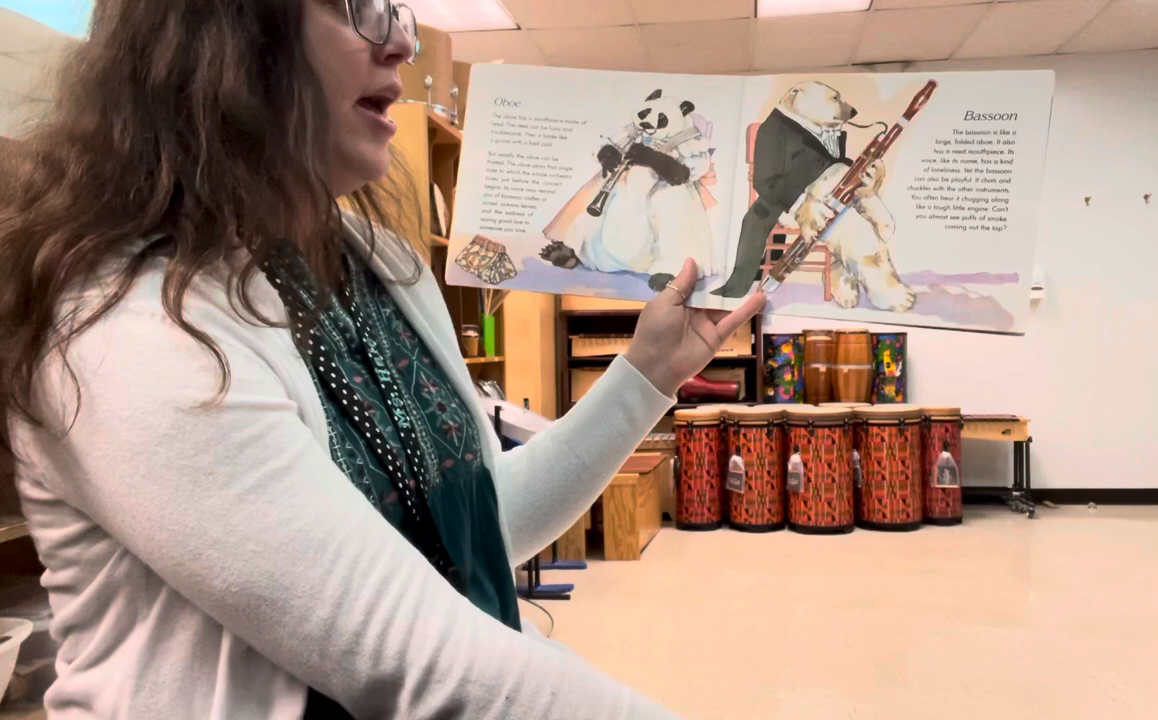 Oboe
The oboe has a mouthpiece made of
reed. The reed can be fussy and
troublesome. Then it honks like
a goose with a bad cold.
But usually the oboe can be
trusted. The oboe plays that single
note to which the whole orchestra
tunes just before the concert
begins. Its voice may remind
you of faraway castles at
sunset, autumn leaves,
and the sadness of
saying good-bye to
someone you love.
Bassoon
The bassoon is like a
large, folded oboe. It also
has a reed mouthpiece. Its
voice, like its name, has a kind
of loneliness. Yet the bassoon
can also be playful. It chats and
chuckles with the other instruments.
You often hear it chugging along
like a tough little engine. Can't
you almost see puffs of smoke
coming out the top?